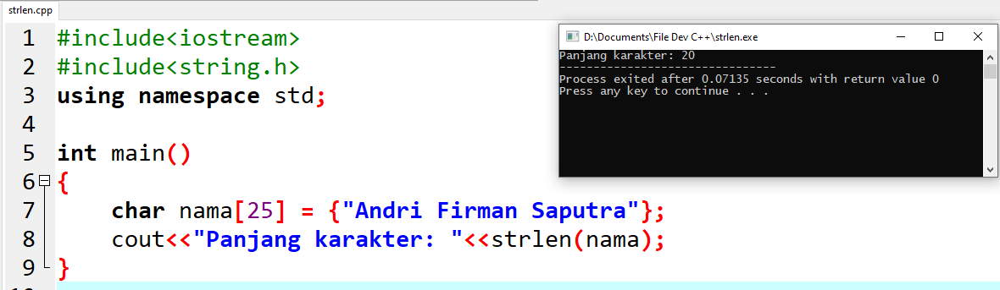 strlen.cpp
1 #include<iostream>
2 #include<string.h>
3 using namespace std;
4
5 int main()
6 {
7 char nama[25] = {"Andri Firman Saputra"};
8 cout<<"Panjang karakter: "<<strlen(nama);
9 }
D:\Documents\File Dev C++\strlen.exe
Panjang karakter: 20
--------------------------------
Process exited after 0.07135 seconds with return value 0
Press any key to continue . . .